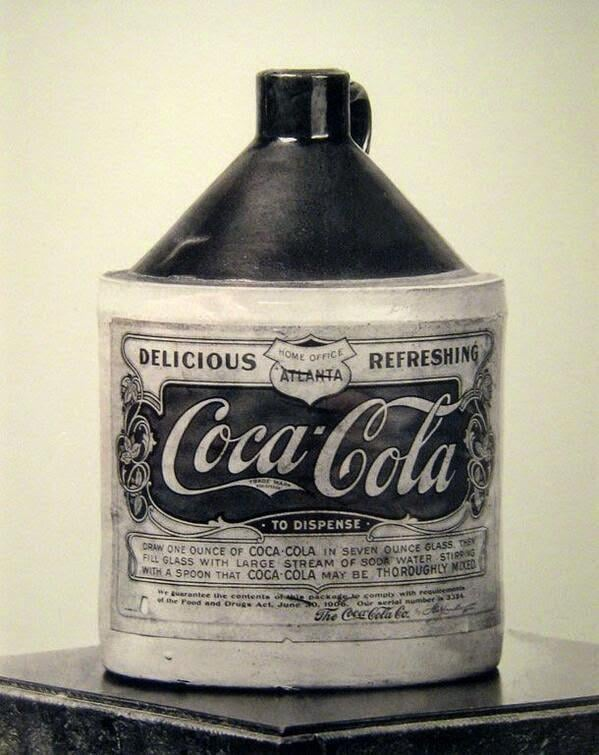 DELICIOUS HOME OFFICE ATLANTA REFRESHING
Coca-Cola
TRADE MARK
· TO DISPENSE ·
DRAW ONE OUNCE OF COCA-COLA IN SEVEN OUNCE GLASS, THEN
FILL GLASS WITH LARGE STREAM OF SODA WATER STIRRING
WITH A SPOON THAT COCA-COLA MAY BE THOROUGHLY MIXED.
We guarantee the contents of this package to comply with requirements
of the Food and Drugs Act, June 30, 1906. Our serial number is 3324.
The Coca-Cola Co.